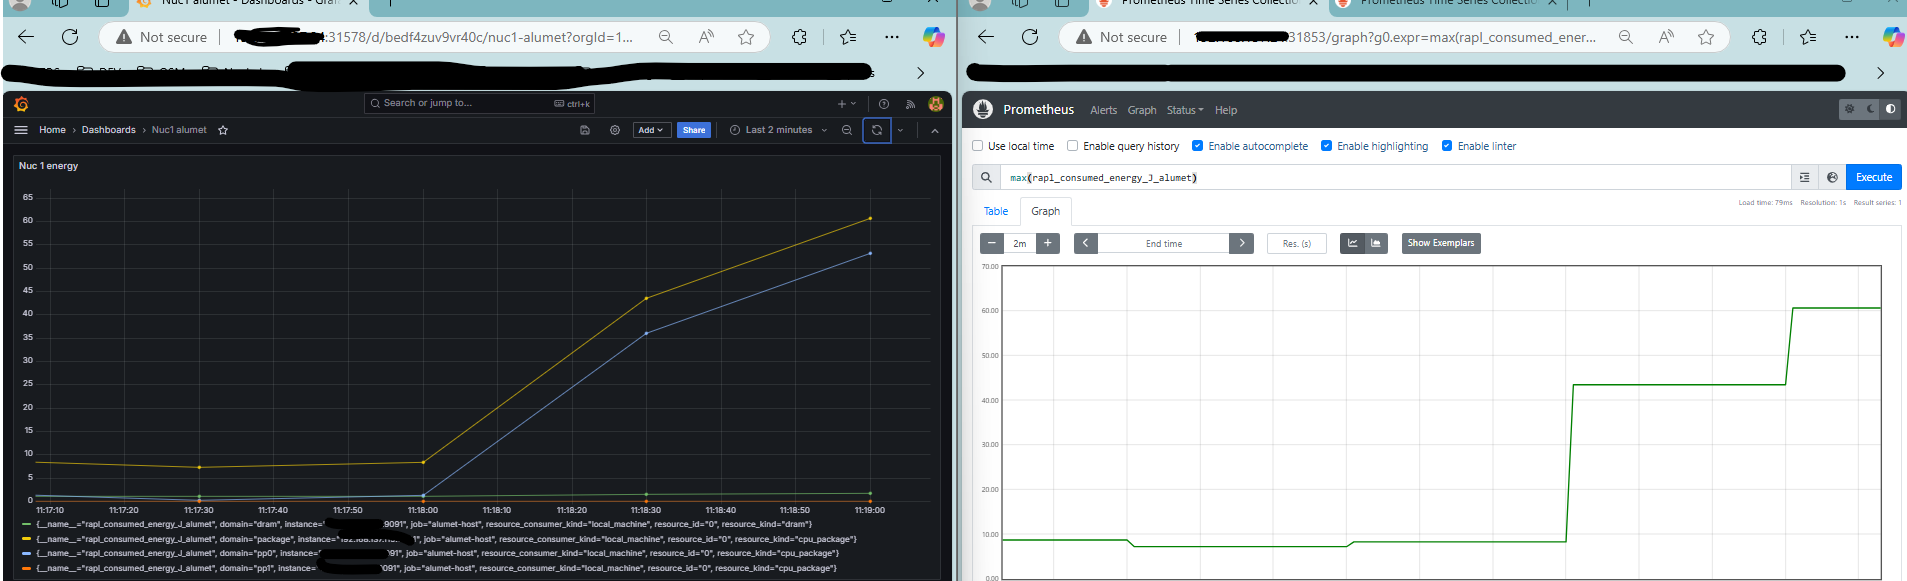 Nuc1 alumet - Dashboards - Gra
Not secure
:31578/d/bedf4zuv9vr40c/nuc1-alumet?orgId=1...
Search or jump to...
ctrl+k
Home › Dashboards › Nuc1 alumet
Add
Share
Last 2 minutes
Nuc 1 energy
65
60
55
50
45
40
35
30
25
20
15
10
5
0
11:17:10 11:17:20 11:17:30 11:17:40 11:17:50 11:18:00 11:18:10 11:18:20 11:18:30 11:18:40 11:18:50 11:19:00
{__name__="rapl_consumed_energy_J_alumet", domain="dram", instance=" .9091", job="alumet-host", resource_consumer_kind="local_machine", resource_id="0", resource_kind="dram"}
{__name__="rapl_consumed_energy_J_alumet", domain="package", instance=" 1", job="alumet-host", resource_consumer_kind="local_machine", resource_id="0", resource_kind="cpu_package"}
{__name__="rapl_consumed_energy_J_alumet", domain="pp0", instance=" 091", job="alumet-host", resource_consumer_kind="local_machine", resource_id="0", resource_kind="cpu_package"}
{__name__="rapl_consumed_energy_J_alumet", domain="pp1", instance=" :9091", job="alumet-host", resource_consumer_kind="local_machine", resource_id="0", resource_kind="cpu_package"}
Prometheus Time Series Collectio
Prometheus Time Series Collectio
Not secure
31853/graph?g0.expr=max(rapl_consumed_ener...
Prometheus
Alerts Graph Status Help
Use local time
Enable query history
Enable autocomplete
Enable highlighting
Enable linter
max(rapl_consumed_energy_J_alumet)
Execute
Load time: 79ms Resolution: 1s Result series: 1
Table
Graph
− 2m +
End time
Res. (s)
Show Exemplars
70.00
60.00
50.00
40.00
30.00
20.00
10.00
0.00